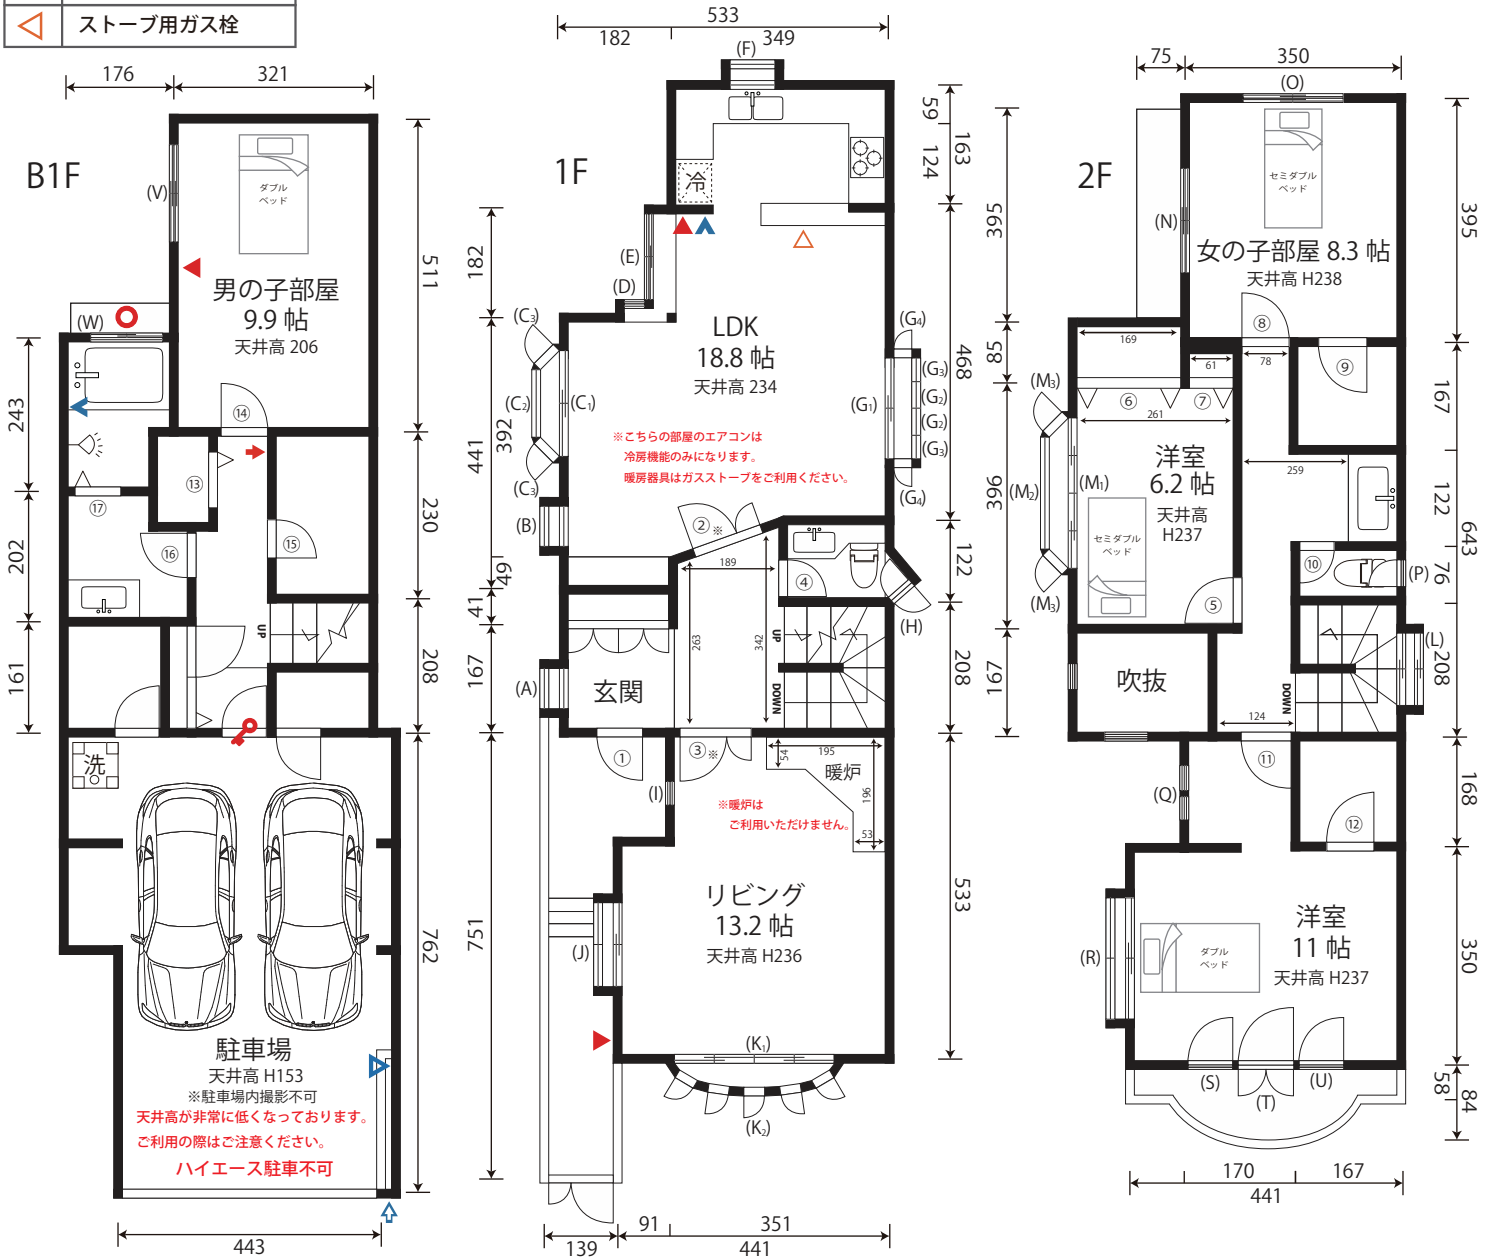 ストーブ用ガス栓
B1F
176
321
(V)
ダブル
ベッド
男の子部屋
9.9 帖
天井高 206
511
(W)
⑭
243
⑬
⑰
⑮
⑯
230
202
UP
161
208
洗
762
駐車場
天井高 H153
※駐車場内撮影不可
天井高が非常に低くなっております。
ご利用の際はご注意ください。
ハイエース駐車不可
443
1F
533
182
349
(F)
59
163
124
冷
182
(E)
(D)
(C₃)
LDK
18.8 帖
天井高 234
(G₄)
(G₃)
(G₂)
(G₁)
(G₂)
(G₃)
(G₄)
468
(C₂)
(C₁)
(C₃)
441
392
※こちらの部屋のエアコンは
冷房機能のみになります。
暖房器具はガスストーブをご利用ください。
(B)
②※
189
④
122
49
41
(H)
263
342
UP
DOWN
167
208
(A)
玄関
①
③※
54
195
暖炉
196
53
(I)
※暖炉は
ご利用いただけません。
リビング
13.2 帖
天井高 H236
533
751
(J)
(K₁)
(K₂)
91
351
139
441
2F
75
350
(O)
セミダブル
ベッド
(N)
女の子部屋 8.3 帖
天井高 H238
395
395
⑧
58
169
78
61
⑨
167
(M₃)
⑥
⑦
261
洋室
6.2 帖
天井高
H237
259
122
396
(M₂)
(M₁)
セミダブル
ベッド
643
⑩
(P)
76
(M₃)
⑤
(L)
208
167
吹抜
DOWN
124
⑪
168
(Q)
⑫
洋室
11 帖
天井高 H237
ダブル
ベッド
(R)
350
(S)
(T)
(U)
58
84
170
167
441